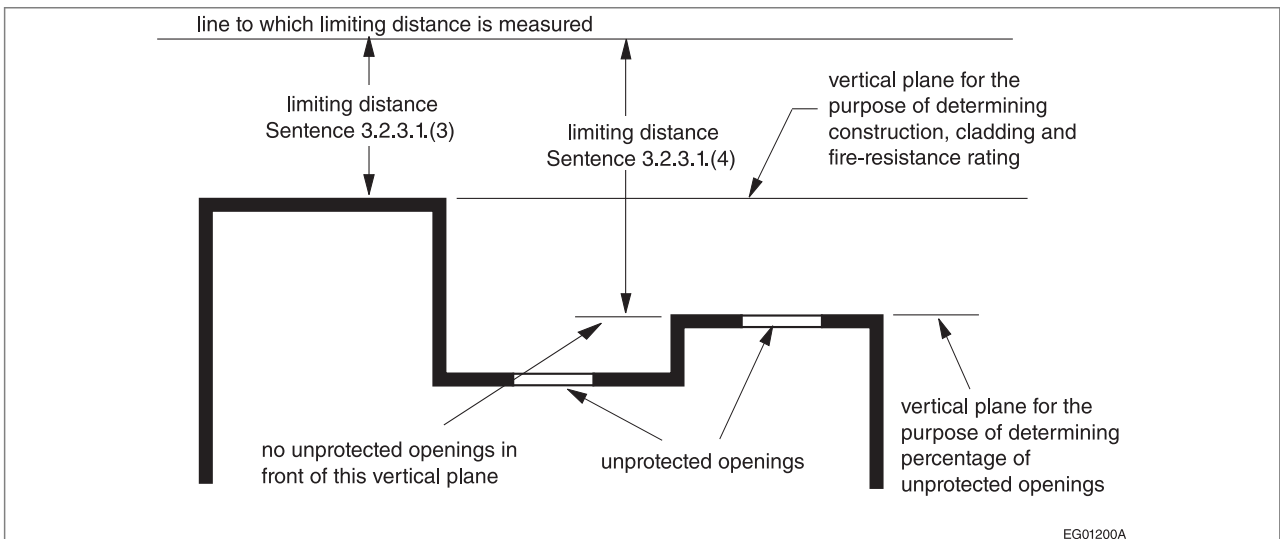 line to which limiting distance is measured
limiting distance
Sentence 3.2.3.1.(3)
limiting distance
Sentence 3.2.3.1.(4)
vertical plane for the
purpose of determining
construction, cladding and
fire-resistance rating
no unprotected openings in
front of this vertical plane
unprotected openings
vertical plane for the
purpose of determining
percentage of
unprotected openings
EG01200A